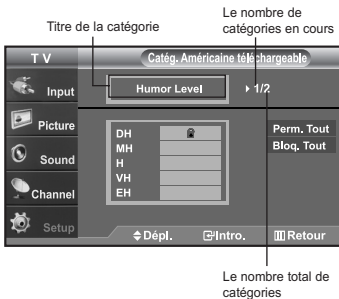 Le nombre de
catégories en cours
Titre de la catégorie
TV
Catég. Américaine téléchargeable
Input
Humor Level
1/2
Picture
DH
Perm. Tout
MH
Bloq. Tout
Sound
H
VH
Channel
EH
Setup
Dépl.
Intro.
Retour
Le nombre total de
catégories